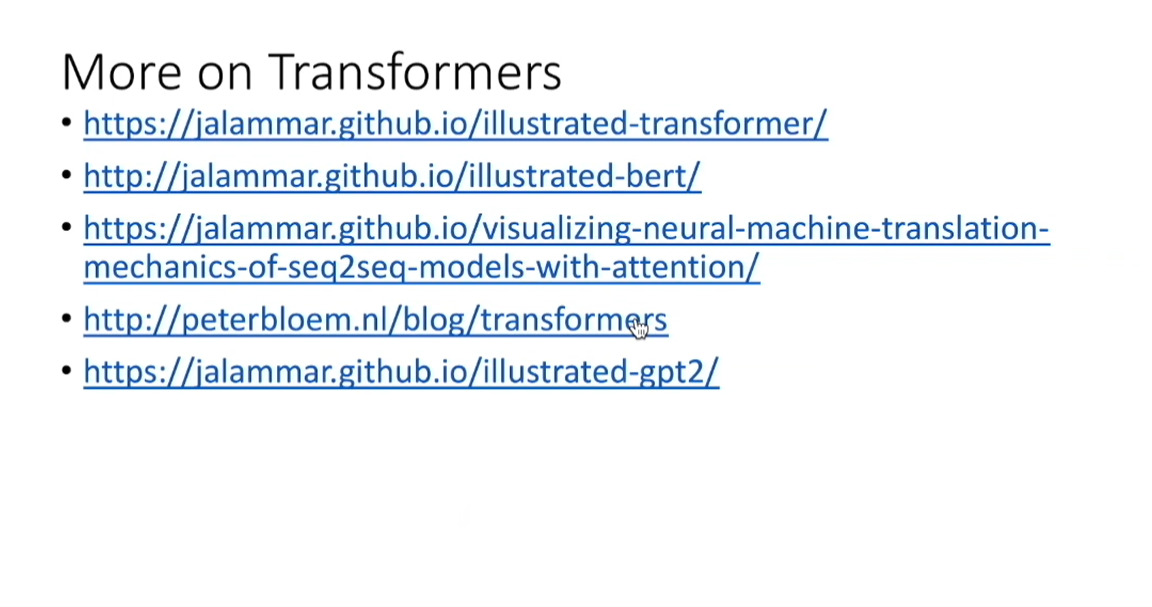 More on Transformers
• https://jalammar.github.io/illustrated-transformer/
• http://jalammar.github.io/illustrated-bert/
• https://jalammar.github.io/visualizing-neural-machine-translation-
mechanics-of-seq2seq-models-with-attention/
• http://peterbloem.nl/blog/transformers
• https://jalammar.github.io/illustrated-gpt2/